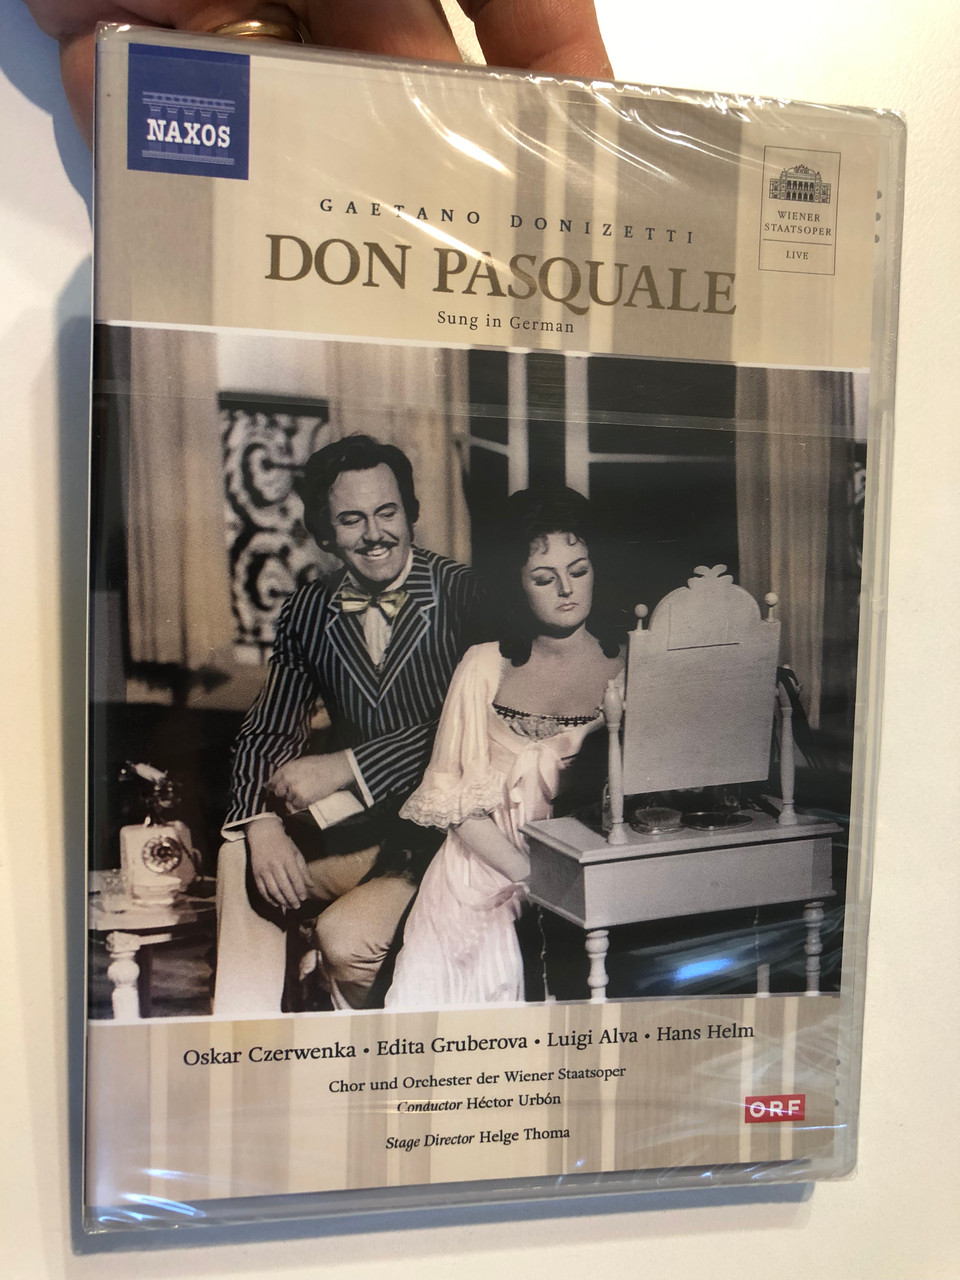 NAXOS
GAETANO DONIZETTI
DON PASQUALE
Sung in German
WIENER
STAATSOPER
LIVE
Oskar Czerwenka • Edita Gruberova • Luigi Alva • Hans Helm
Chor und Orchester der Wiener Staatsoper
Conductor Héctor Urbón
Stage Director Helge Thoma
ORF